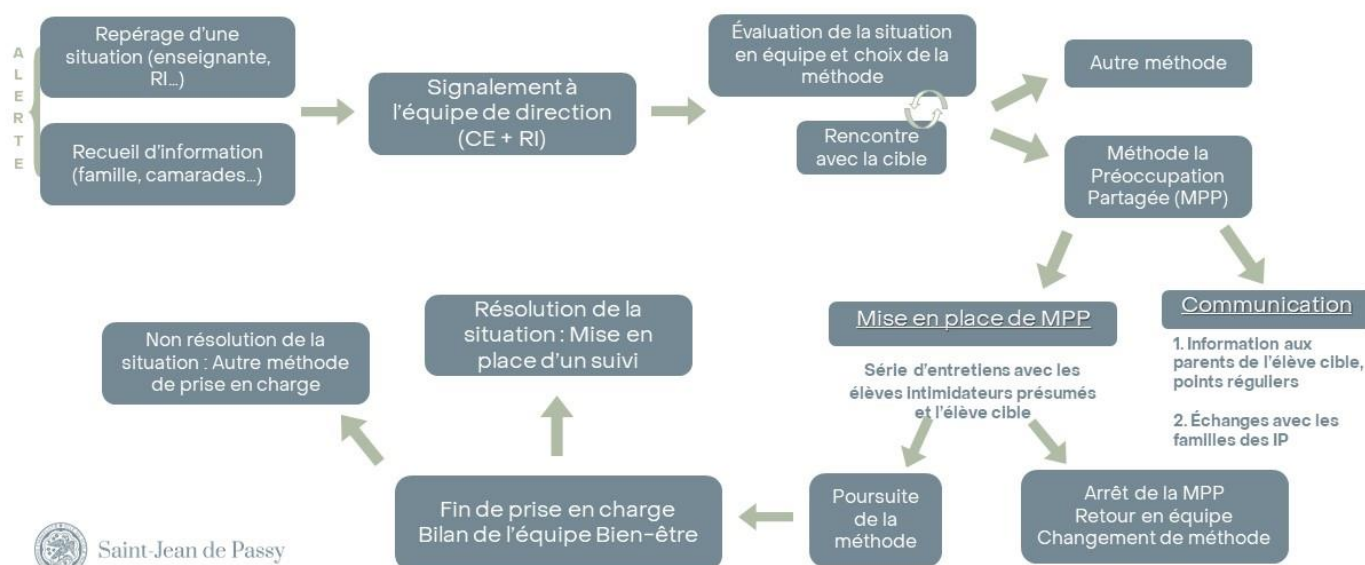 ALERTE
Repérage d'une
situation (enseignante,
RI…)
Recueil d'information
(famille, camarades…)
Signalement à
l'équipe de direction
(CE + RI)
Évaluation de la situation
en équipe et choix de la
méthode
Rencontre
avec la cible
Autre méthode
Méthode la
Préoccupation
Partagée (MPP)
Mise en place de MPP
Série d'entretiens avec les
élèves intimidateurs présumés
et l'élève cible
Communication
1. Information aux
parents de l'élève cible,
points réguliers
2. Échanges avec les
familles des IP
Arrêt de la MPP
Retour en équipe
Changement de méthode
Poursuite
de la
méthode
Fin de prise en charge
Bilan de l'équipe Bien-être
Résolution de la
situation : Mise en
place d'un suivi
Non résolution de la
situation : Autre méthode
de prise en charge
Saint-Jean de Passy